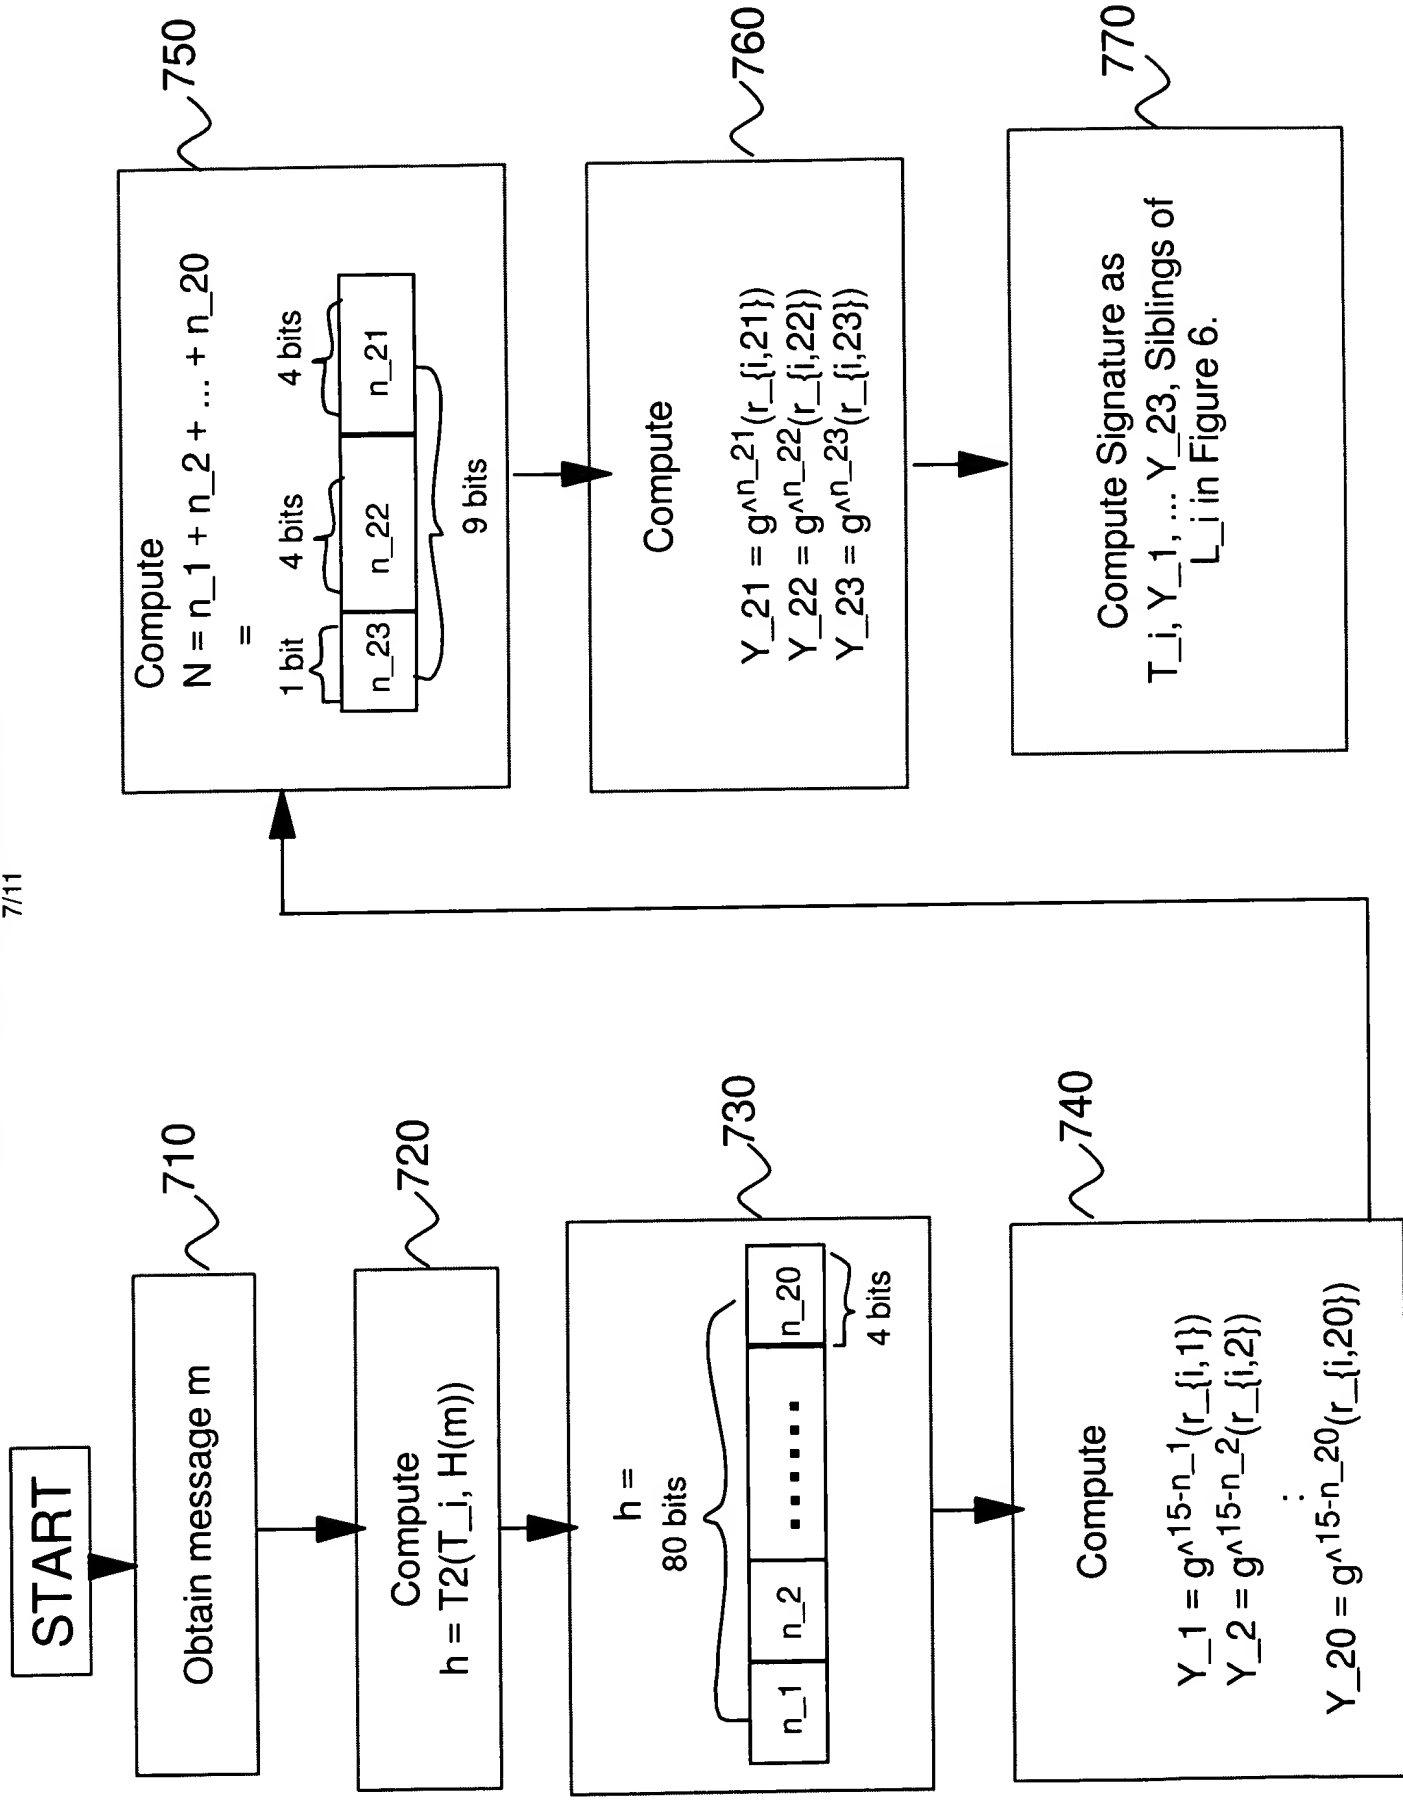 7/11
START
Obtain message m
710
Compute
h = T2(T_i, H(m))
720
h =
80 bits
n_1 n_2 ...... n_20
4 bits
730
Compute
Y_1 = g^15-n_1(r_{i,1})
Y_2 = g^15-n_2(r_{i,2})
:
Y_20 = g^15-n_20(r_{i,20})
740
Compute
N = n_1 + n_2 + ... + n_20
=
1 bit 4 bits 4 bits
n_23 n_22 n_21
9 bits
750
Compute
Y_21 = g^n_21(r_{i,21})
Y_22 = g^n_22(r_{i,22})
Y_23 = g^n_23(r_{i,23})
760
Compute Signature as
T_i, Y_1, ... Y_23, Siblings of
L_i in Figure 6.
770